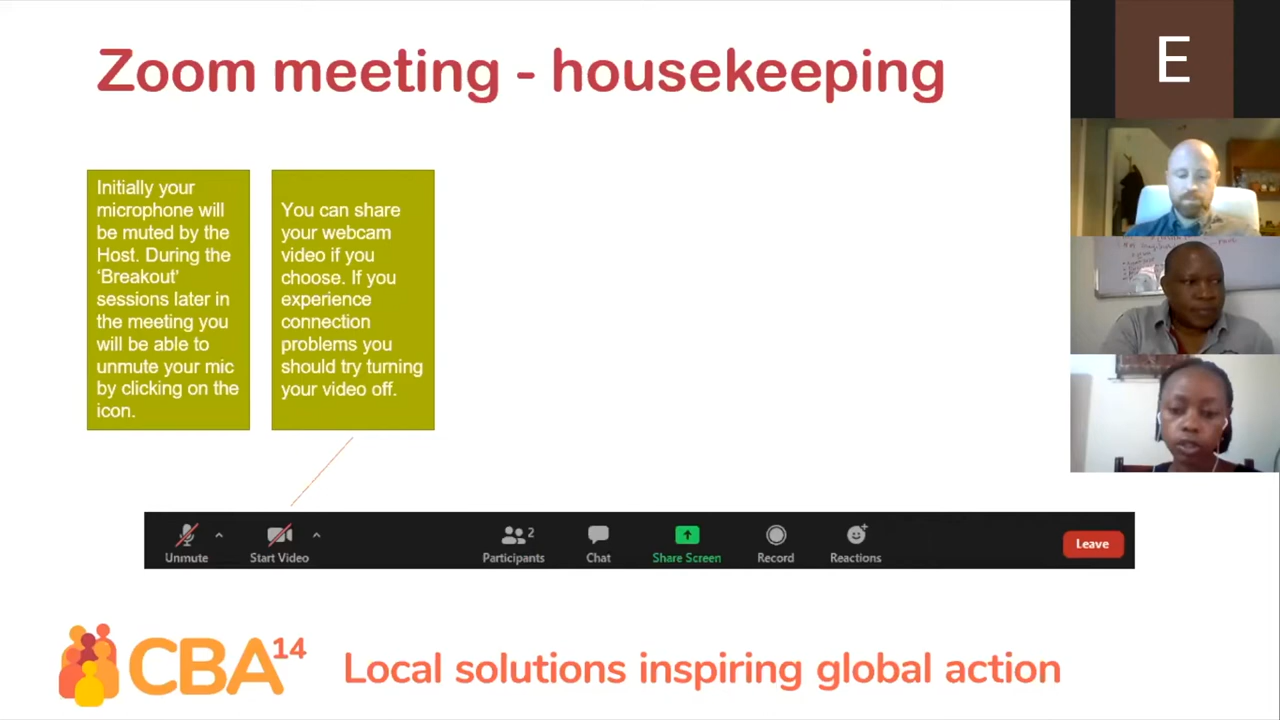 Zoom meeting - housekeeping
E
Initially your
microphone will
be muted by the
Host. During the
‘Breakout’
sessions later in
the meeting you
will be able to
unmute your mic
by clicking on the
icon.
You can share
your webcam
video if you
choose. If you
experience
connection
problems you
should try turning
your video off.
Unmute
Start Video
2
Participants
Chat
Share Screen
Record
Reactions
Leave
CBA14
Local solutions inspiring global action